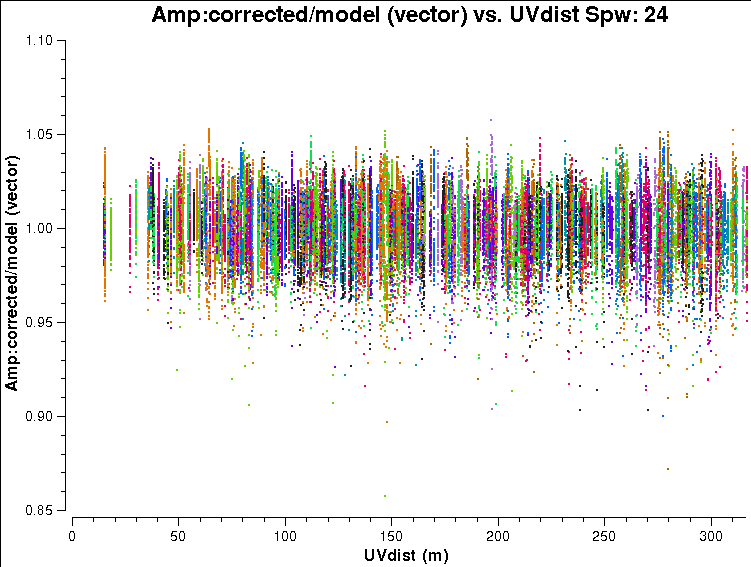 Amp:corrected/model (vector) vs. UVdist Spw: 24
1.10
1.05
1.00
0.95
0.90
0.85
Amp:corrected/model (vector)
0 50 100 150 200 250 300
UVdist (m)